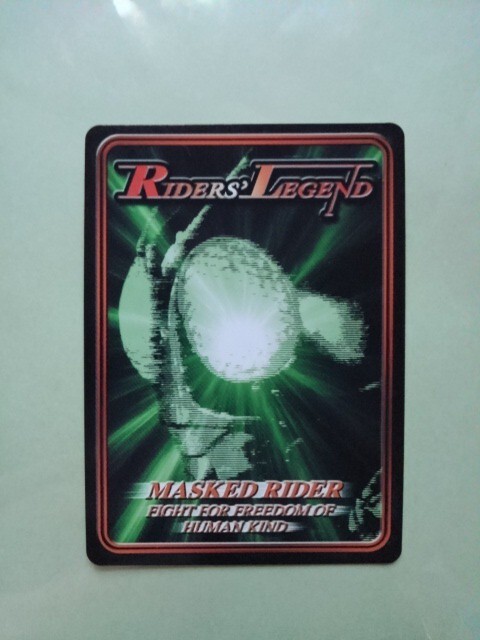 RIDERS' LEGEND
MASKED RIDER
FIGHT FOR FREEDOM OF
HUMAN KIND